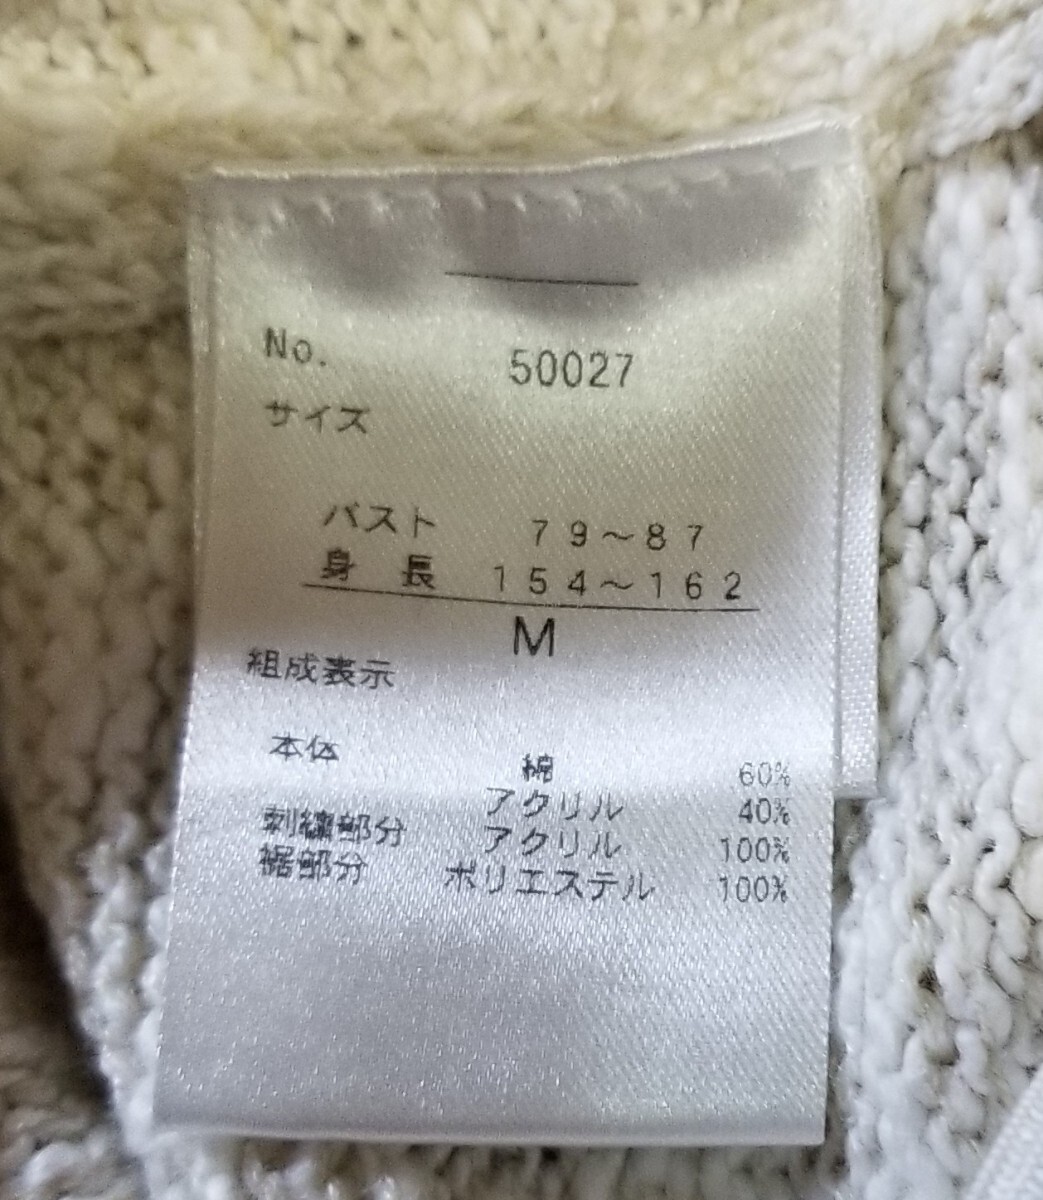 No. 50027
サイズ
バスト 79～87
身長 154～162
M
組成表示
本体 綿 60%
アクリル 40%
刺繍部分 アクリル 100%
裾部分 ポリエステル 100%